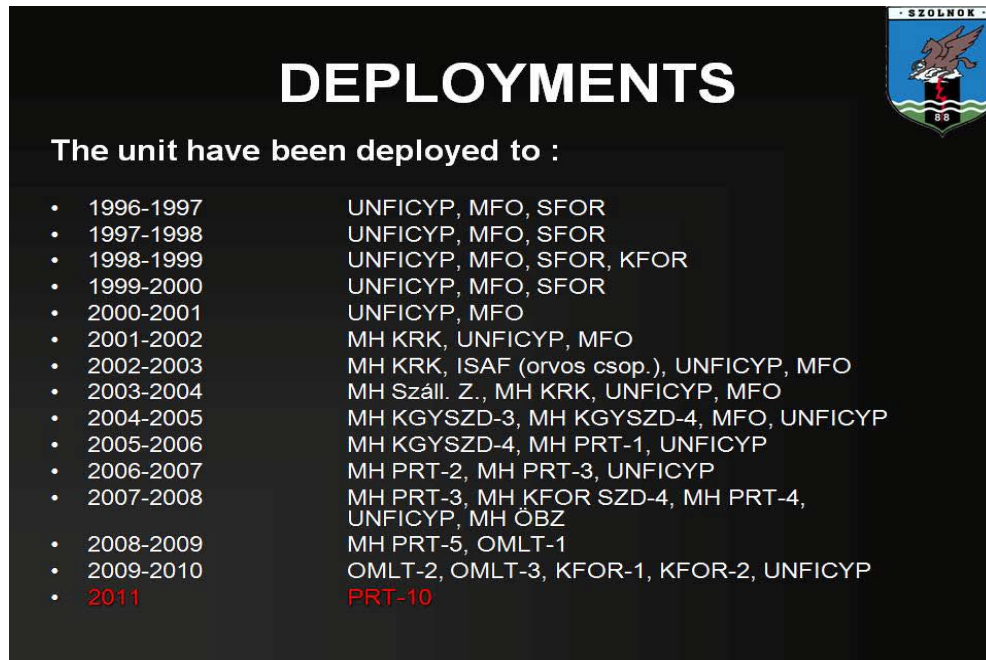 · SZOLNOK ·
88
DEPLOYMENTS
The unit have been deployed to :
• 1996-1997 UNFICYP, MFO, SFOR
• 1997-1998 UNFICYP, MFO, SFOR
• 1998-1999 UNFICYP, MFO, SFOR, KFOR
• 1999-2000 UNFICYP, MFO, SFOR
• 2000-2001 UNFICYP, MFO
• 2001-2002 MH KRK, UNFICYP, MFO
• 2002-2003 MH KRK, ISAF (orvos csop.), UNFICYP, MFO
• 2003-2004 MH Száll. Z., MH KRK, UNFICYP, MFO
• 2004-2005 MH KGYSZD-3, MH KGYSZD-4, MFO, UNFICYP
• 2005-2006 MH KGYSZD-4, MH PRT-1, UNFICYP
• 2006-2007 MH PRT-2, MH PRT-3, UNFICYP
• 2007-2008 MH PRT-3, MH KFOR SZD-4, MH PRT-4,
UNFICYP, MH ÖBZ
• 2008-2009 MH PRT-5, OMLT-1
• 2009-2010 OMLT-2, OMLT-3, KFOR-1, KFOR-2, UNFICYP
• 2011 PRT-10